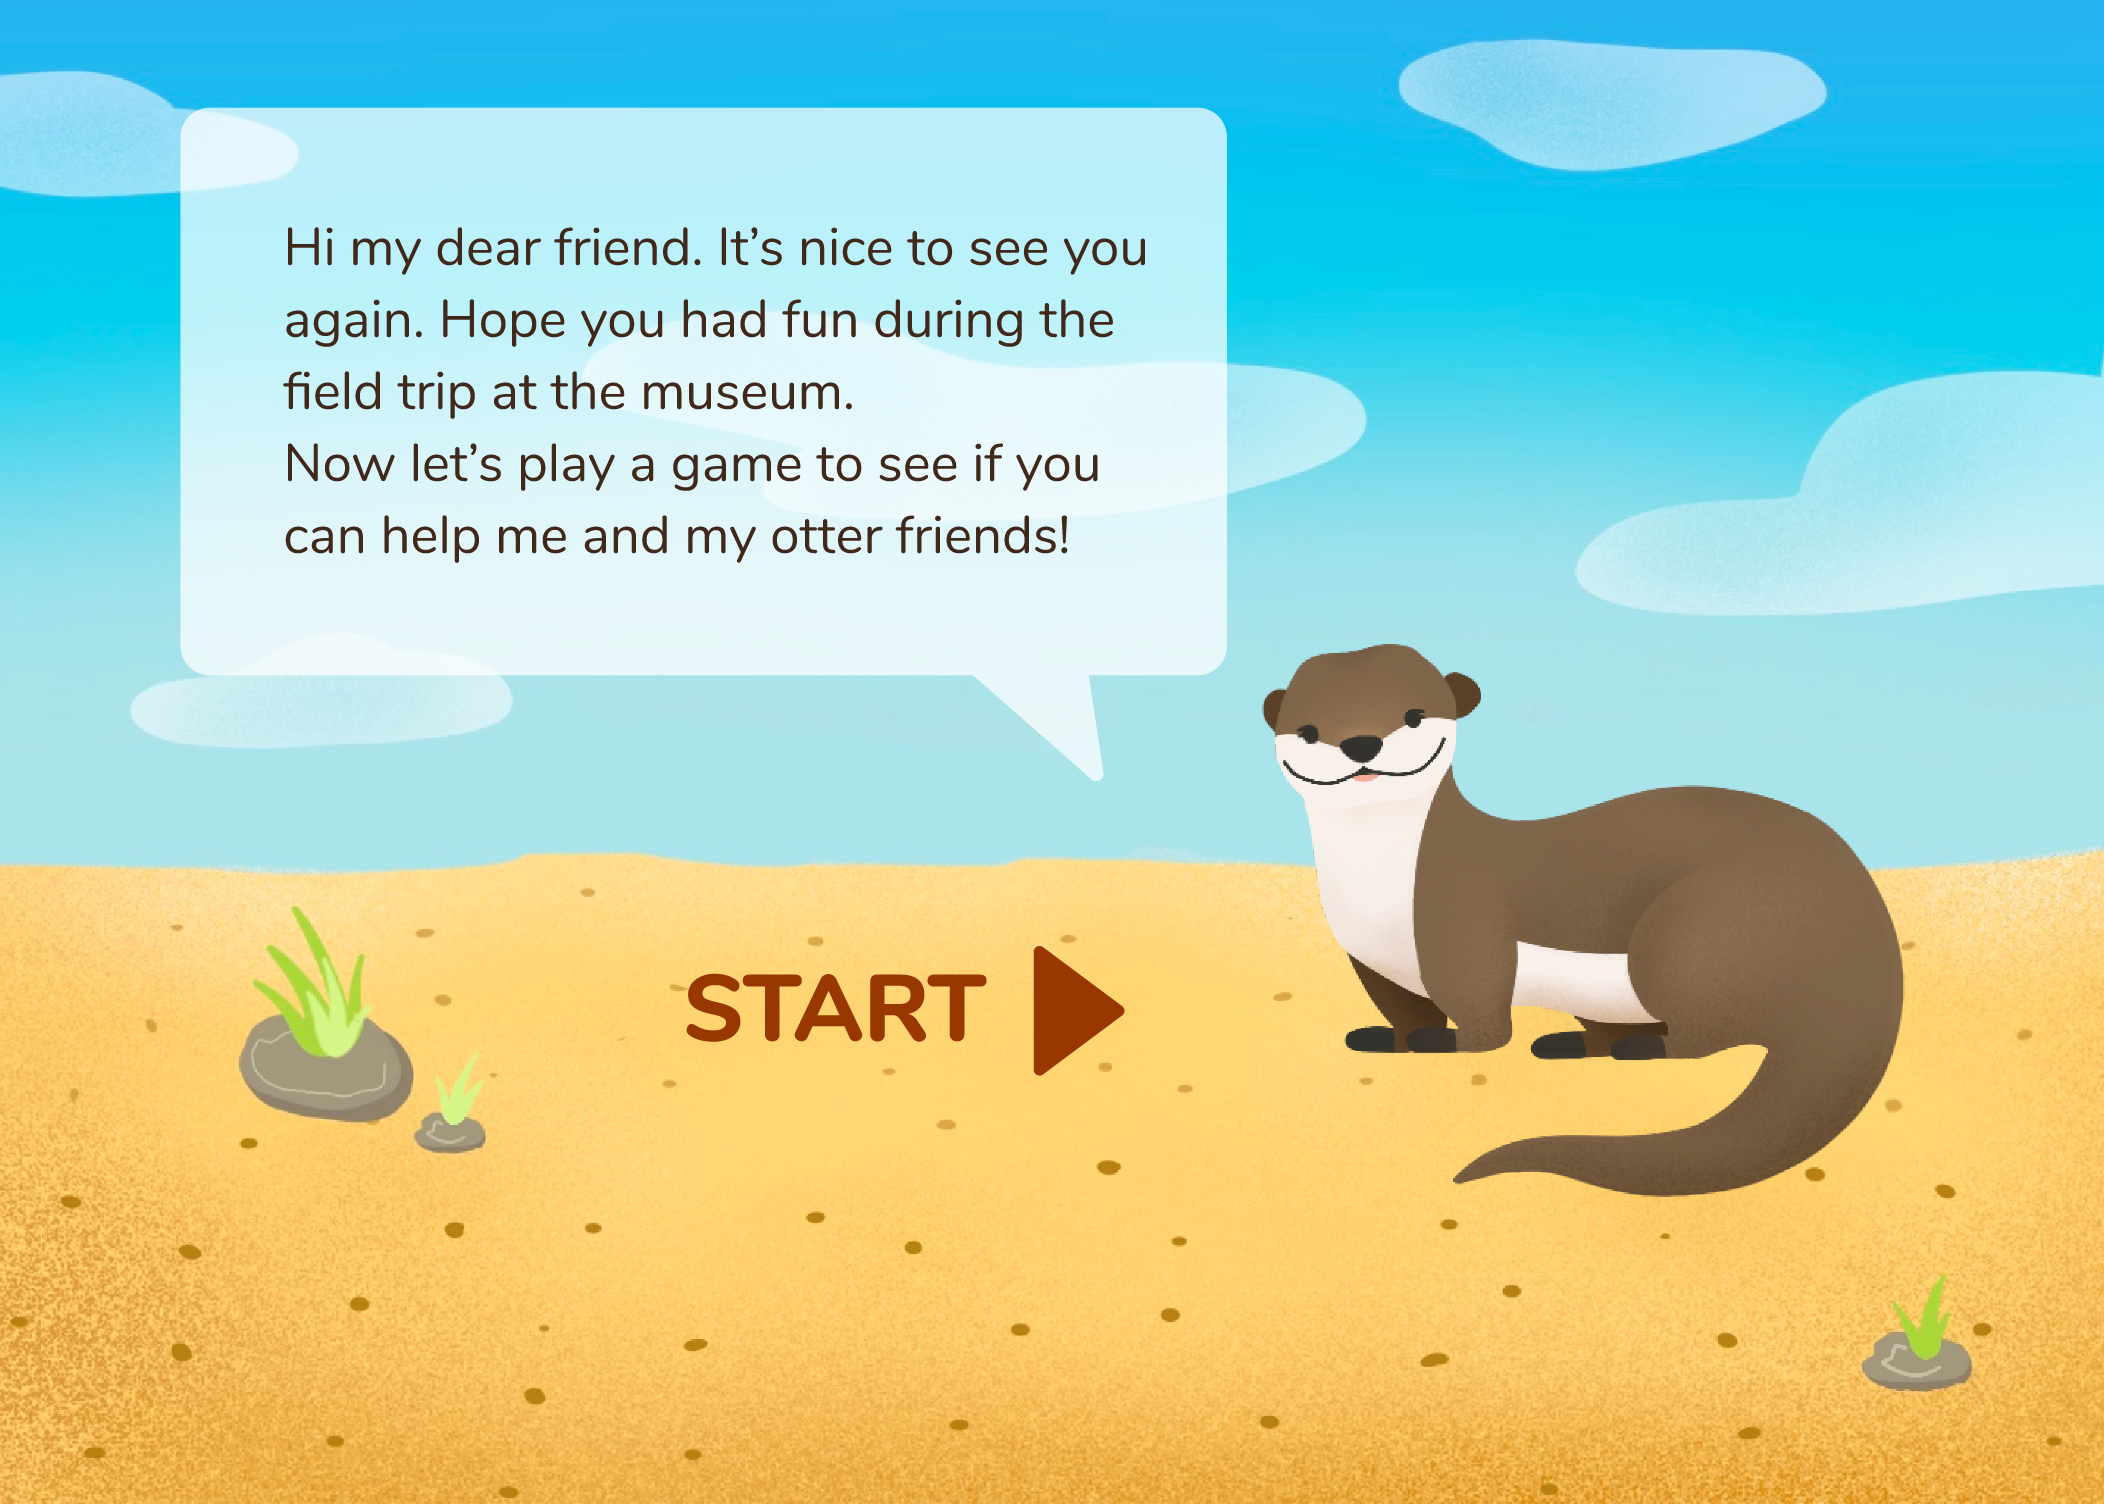 Hi my dear friend. It’s nice to see you
again. Hope you had fun during the
field trip at the museum.
Now let’s play a game to see if you
can help me and my otter friends!
START